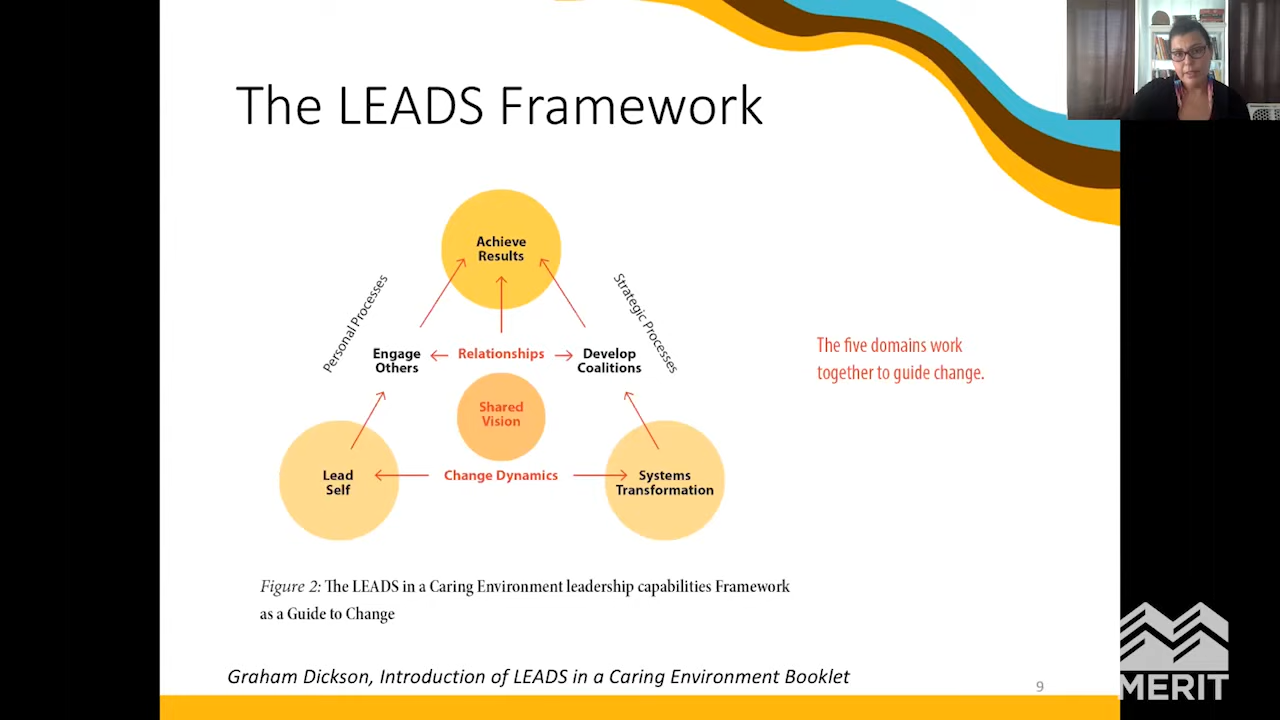 The LEADS Framework
Achieve
Results
Personal Processes
Strategic Processes
Engage
Others
Relationships
Develop
Coalitions
Shared
Vision
Lead
Self
Change Dynamics
Systems
Transformation
The five domains work
together to guide change.
Figure 2: The LEADS in a Caring Environment leadership capabilities Framework
as a Guide to Change
Graham Dickson, Introduction of LEADS in a Caring Environment Booklet
9
MERIT